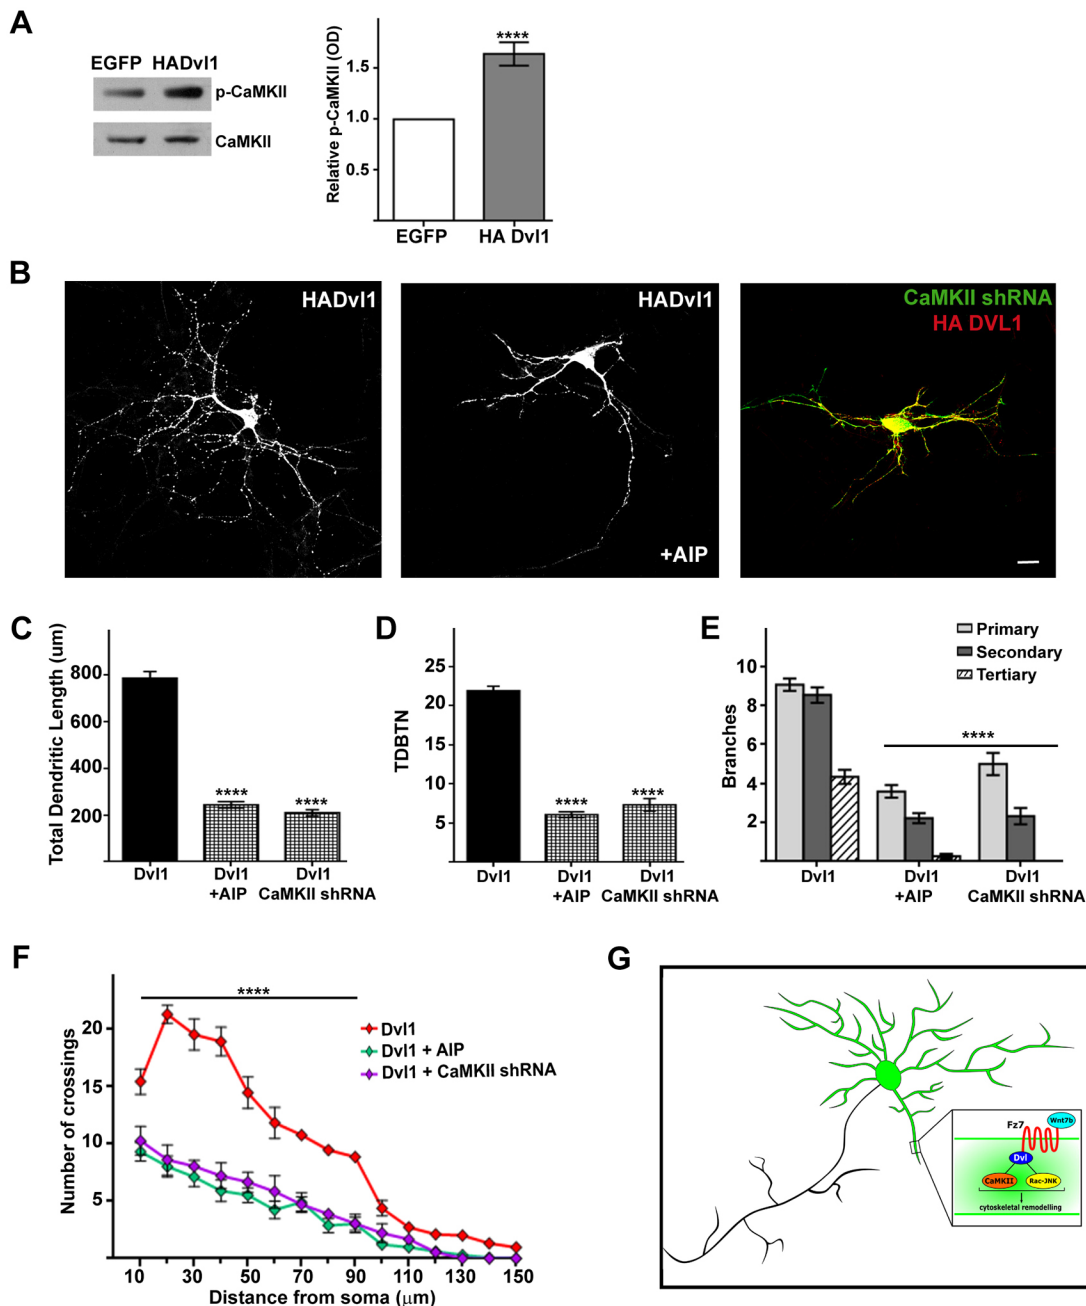 A
EGFP HADvl1
p-CaMKII
CaMKII
Relative p-CaMKII (OD)
1.5
1.0
0.5
****
EGFP HA Dvl1
B
HADvl1
HADvl1
+AIP
CaMKII shRNA
HA DVL1
C
Total Dendritic Length (um)
800
600
400
200
**** ****
Dvl1 Dvl1 Dvl1
+AIP CaMKII shRNA
D
TDBTN
25
20
15
10
5
**** ****
Dvl1 Dvl1 Dvl1
+AIP CaMKII shRNA
E
Primary
Secondary
Tertiary
Branches
10
8
6
4
2
****
Dvl1 Dvl1 Dvl1
+AIP CaMKII shRNA
F
Number of crossings
20
15
10
5
****
Dvl1
Dvl1 + AIP
Dvl1 + CaMKII shRNA
10 30 50 70 90 110 130 150
Distance from soma (μm)
G
Wnt7b
Fz7
Dvl
CaMKII Rac-JNK
cytoskeletal remodelling